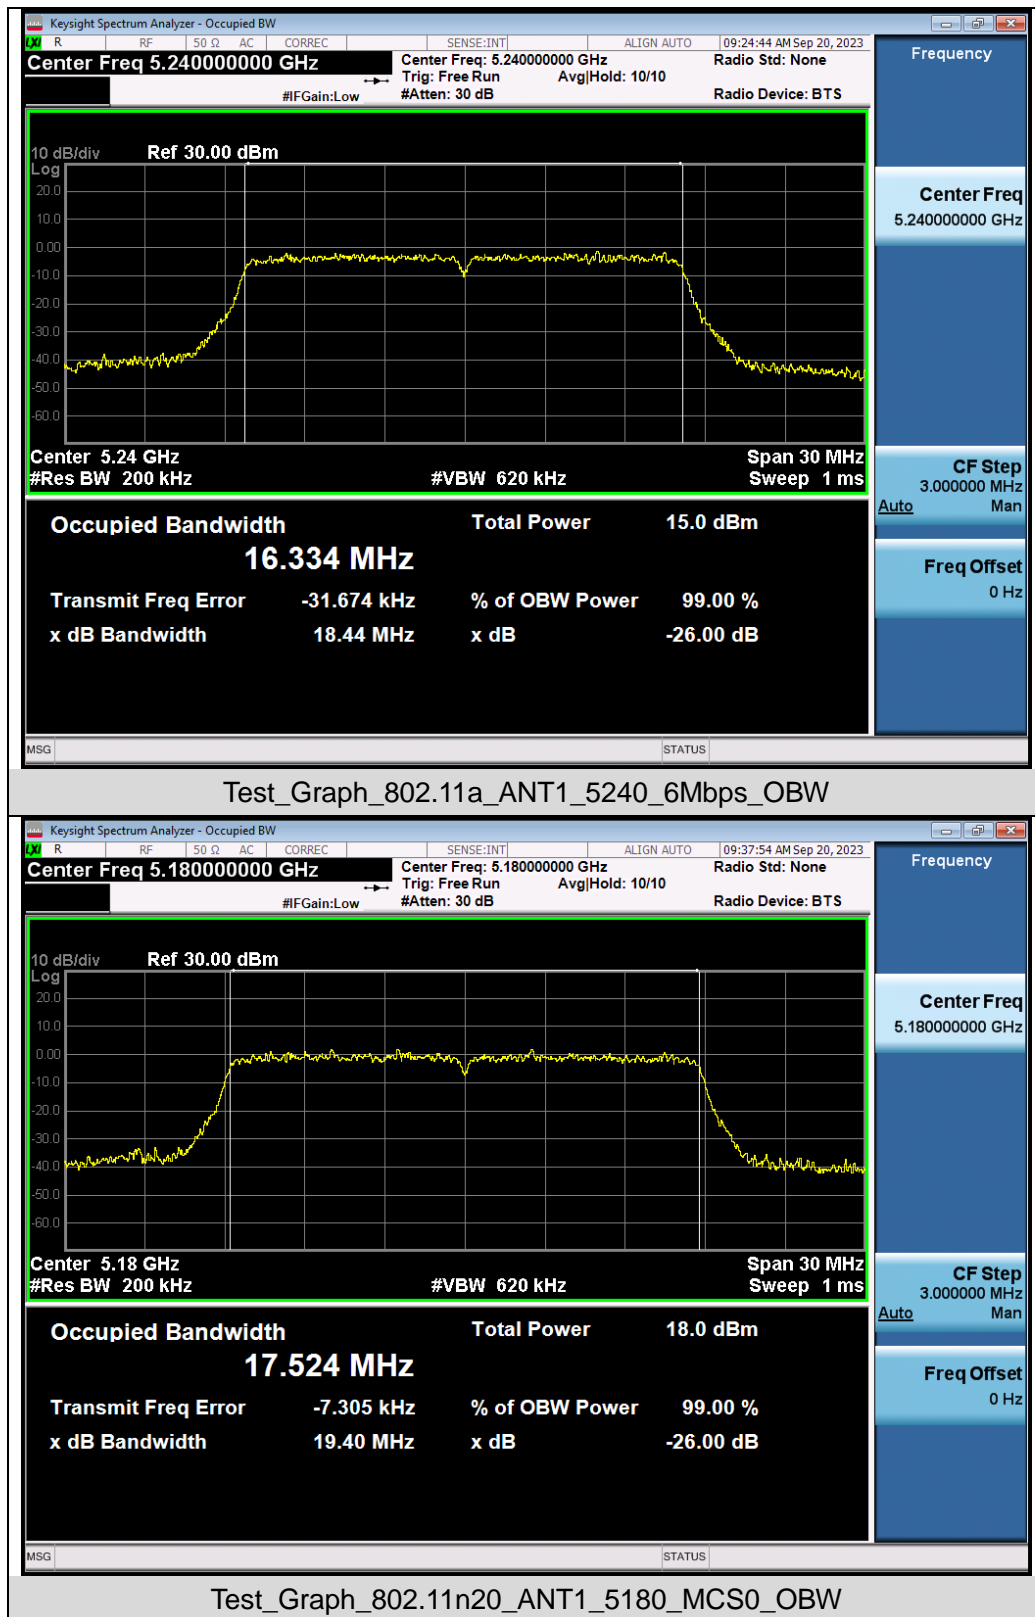 Keysight Spectrum Analyzer - Occupied BW
LXI R RF 50 Ω AC CORREC SENSE:INT ALIGN AUTO 09:24:44 AM Sep 20, 2023
Center Freq 5.240000000 GHz
Center Freq: 5.240000000 GHz
Radio Std: None
Trig: Free Run Avg|Hold: 10/10
#IFGain:Low
#Atten: 30 dB
Radio Device: BTS
10 dB/div Ref 30.00 dBm
Log
20.0
10.0
0.00
-10.0
-20.0
-30.0
-40.0
-50.0
-60.0
Center 5.24 GHz Span 30 MHz
#Res BW 200 kHz #VBW 620 kHz Sweep 1 ms
Occupied Bandwidth Total Power 15.0 dBm
16.334 MHz
Transmit Freq Error -31.674 kHz % of OBW Power 99.00 %
x dB Bandwidth 18.44 MHz x dB -26.00 dB
MSG STATUS
Frequency
Center Freq
5.240000000 GHz
CF Step
3.000000 MHz
Auto Man
Freq Offset
0 Hz
Test_Graph_802.11a_ANT1_5240_6Mbps_OBW
Keysight Spectrum Analyzer - Occupied BW
LXI R RF 50 Ω AC CORREC SENSE:INT ALIGN AUTO 09:37:54 AM Sep 20, 2023
Center Freq 5.180000000 GHz
Center Freq: 5.180000000 GHz
Radio Std: None
Trig: Free Run Avg|Hold: 10/10
#IFGain:Low
#Atten: 30 dB
Radio Device: BTS
10 dB/div Ref 30.00 dBm
Log
20.0
10.0
0.00
-10.0
-20.0
-30.0
-40.0
-50.0
-60.0
Center 5.18 GHz Span 30 MHz
#Res BW 200 kHz #VBW 620 kHz Sweep 1 ms
Occupied Bandwidth Total Power 18.0 dBm
17.524 MHz
Transmit Freq Error -7.305 kHz % of OBW Power 99.00 %
x dB Bandwidth 19.40 MHz x dB -26.00 dB
MSG STATUS
Frequency
Center Freq
5.180000000 GHz
CF Step
3.000000 MHz
Auto Man
Freq Offset
0 Hz
Test_Graph_802.11n20_ANT1_5180_MCS0_OBW